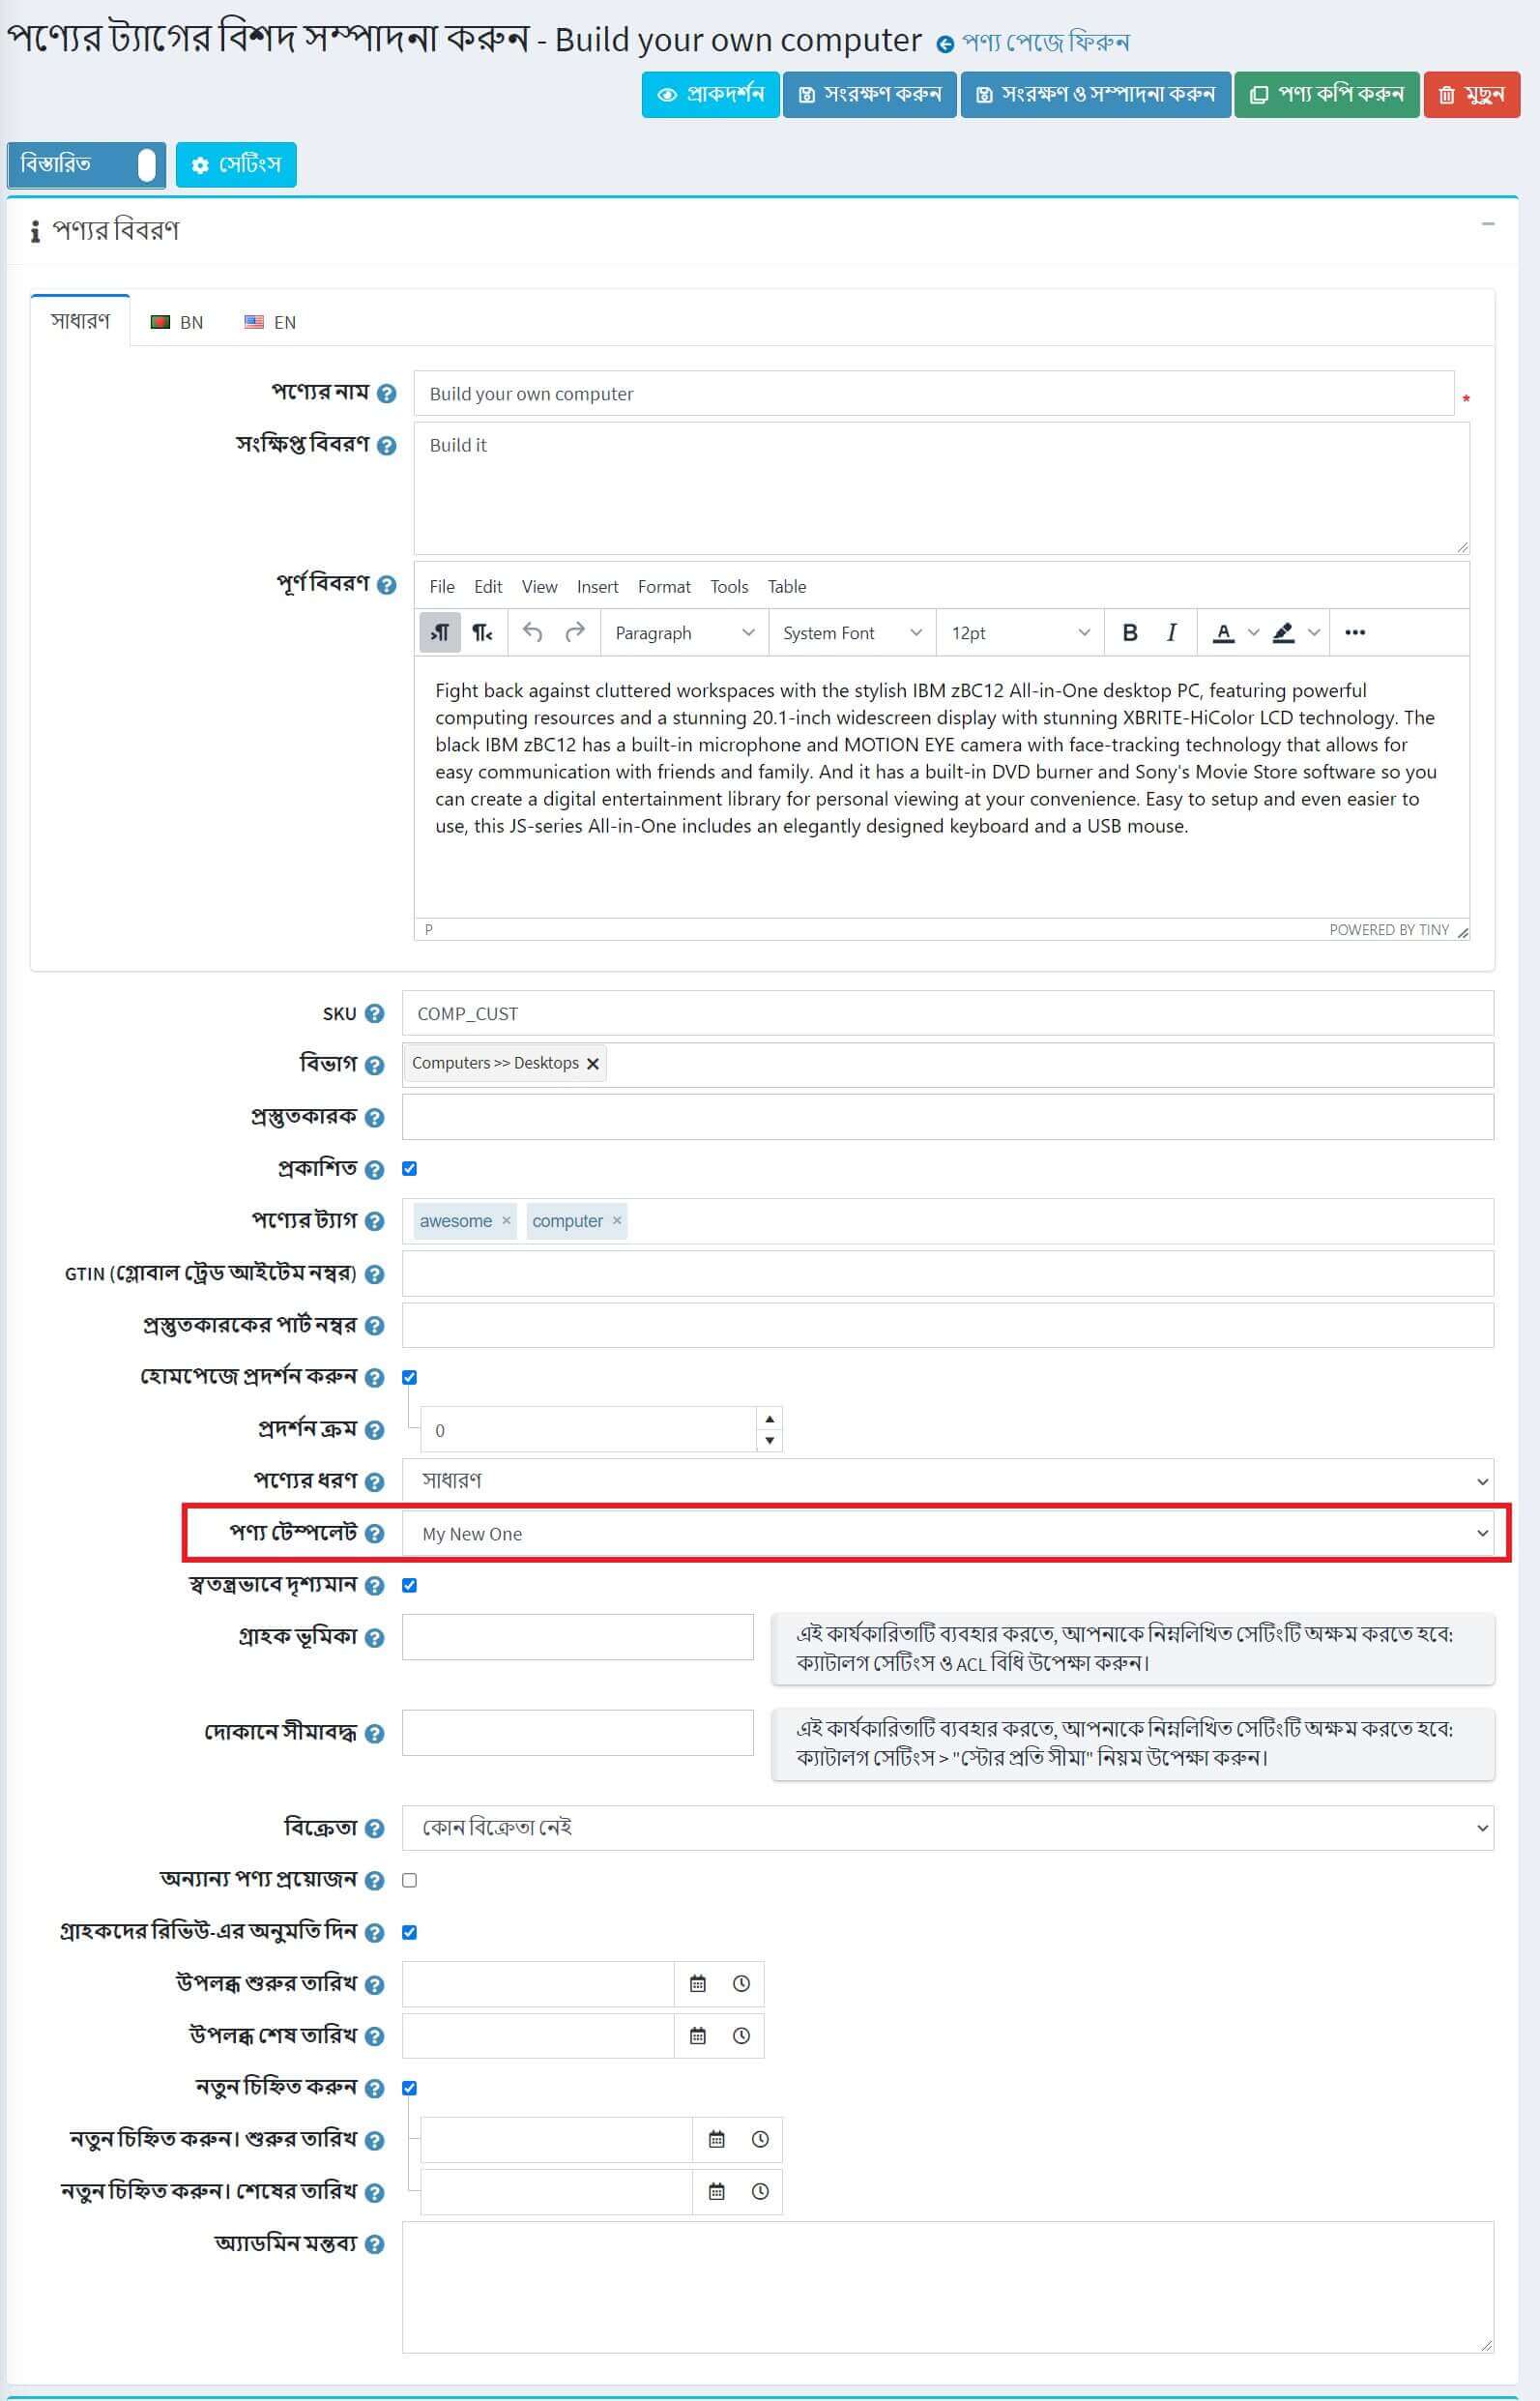 পণ্যের ট্যাগের বিশদ সম্পাদনা করুন - Build your own computer পণ্য পেজে ফিরুন
প্রাকদর্শন সংরক্ষণ করুন সংরক্ষণ ও সম্পাদনা করুন পণ্য কপি করুন মুছুন
বিস্তারিত সেটিংস
পণ্যর বিবরণ
সাধারণ BN EN
পণ্যের নাম Build your own computer *
সংক্ষিপ্ত বিবরণ Build it
পূর্ণ বিবরণ File Edit View Insert Format Tools Table
Paragraph System Font 12pt B I A
Fight back against cluttered workspaces with the stylish IBM zBC12 All-in-One desktop PC, featuring powerful
computing resources and a stunning 20.1-inch widescreen display with stunning XBRITE-HiColor LCD technology. The
black IBM zBC12 has a built-in microphone and MOTION EYE camera with face-tracking technology that allows for
easy communication with friends and family. And it has a built-in DVD burner and Sony's Movie Store software so you
can create a digital entertainment library for personal viewing at your convenience. Easy to setup and even easier to
use, this JS-series All-in-One includes an elegantly designed keyboard and a USB mouse.
P POWERED BY TINY
SKU COMP_CUST
বিভাগ Computers >> Desktops
প্রস্তুতকারক
প্রকাশিত
পণ্যের ট্যাগ awesome × computer ×
GTIN (গ্লোবাল ট্রেড আইটেম নম্বর)
প্রস্তুতকারকের পার্ট নম্বর
হোমপেজে প্রদর্শন করুন
প্রদর্শন ক্রম 0
পণ্যের ধরণ সাধারণ
পণ্য টেম্পলেট My New One
স্বতন্ত্রভাবে দৃশ্যমান
গ্রাহক ভূমিকা এই কার্যকারিতাটি ব্যবহার করতে, আপনাকে নিম্নলিখিত সেটিংটি অক্ষম করতে হবে:
ক্যাটালগ সেটিংস ও ACL বিধি উপেক্ষা করুন।
দোকানে সীমাবদ্ধ এই কার্যকারিতাটি ব্যবহার করতে, আপনাকে নিম্নলিখিত সেটিংটি অক্ষম করতে হবে:
ক্যাটালগ সেটিংস > "স্টোর প্রতি সীমা" নিয়ম উপেক্ষা করুন।
বিক্রেতা কোন বিক্রেতা নেই
অন্যান্য পণ্য প্রয়োজন
গ্রাহকদের রিভিউ-এর অনুমতি দিন
উপলব্ধ শুরুর তারিখ
উপলব্ধ শেষ তারিখ
নতুন চিহ্নিত করুন
নতুন চিহ্নিত করুন। শুরুর তারিখ
নতুন চিহ্নিত করুন। শেষের তারিখ
অ্যাডমিন মন্তব্য